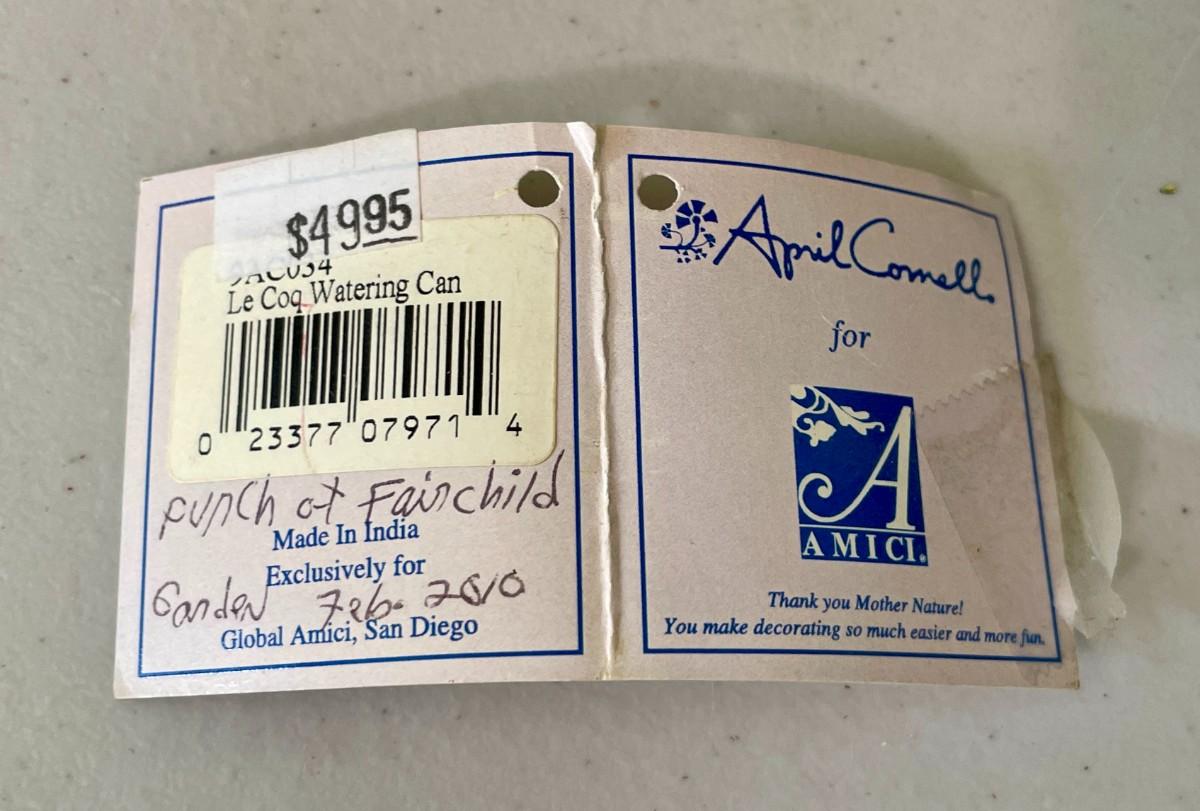 $4995
9AC034
Le Coq Watering Can
0 23377 07971 4
at Fairchild
Made In India
Exclusively for
Garden Feb. 2010
Global Amici, San Diego
April Cornell
for
A
AMICI.
Thank you Mother Nature!
You make decorating so much easier and more fun.